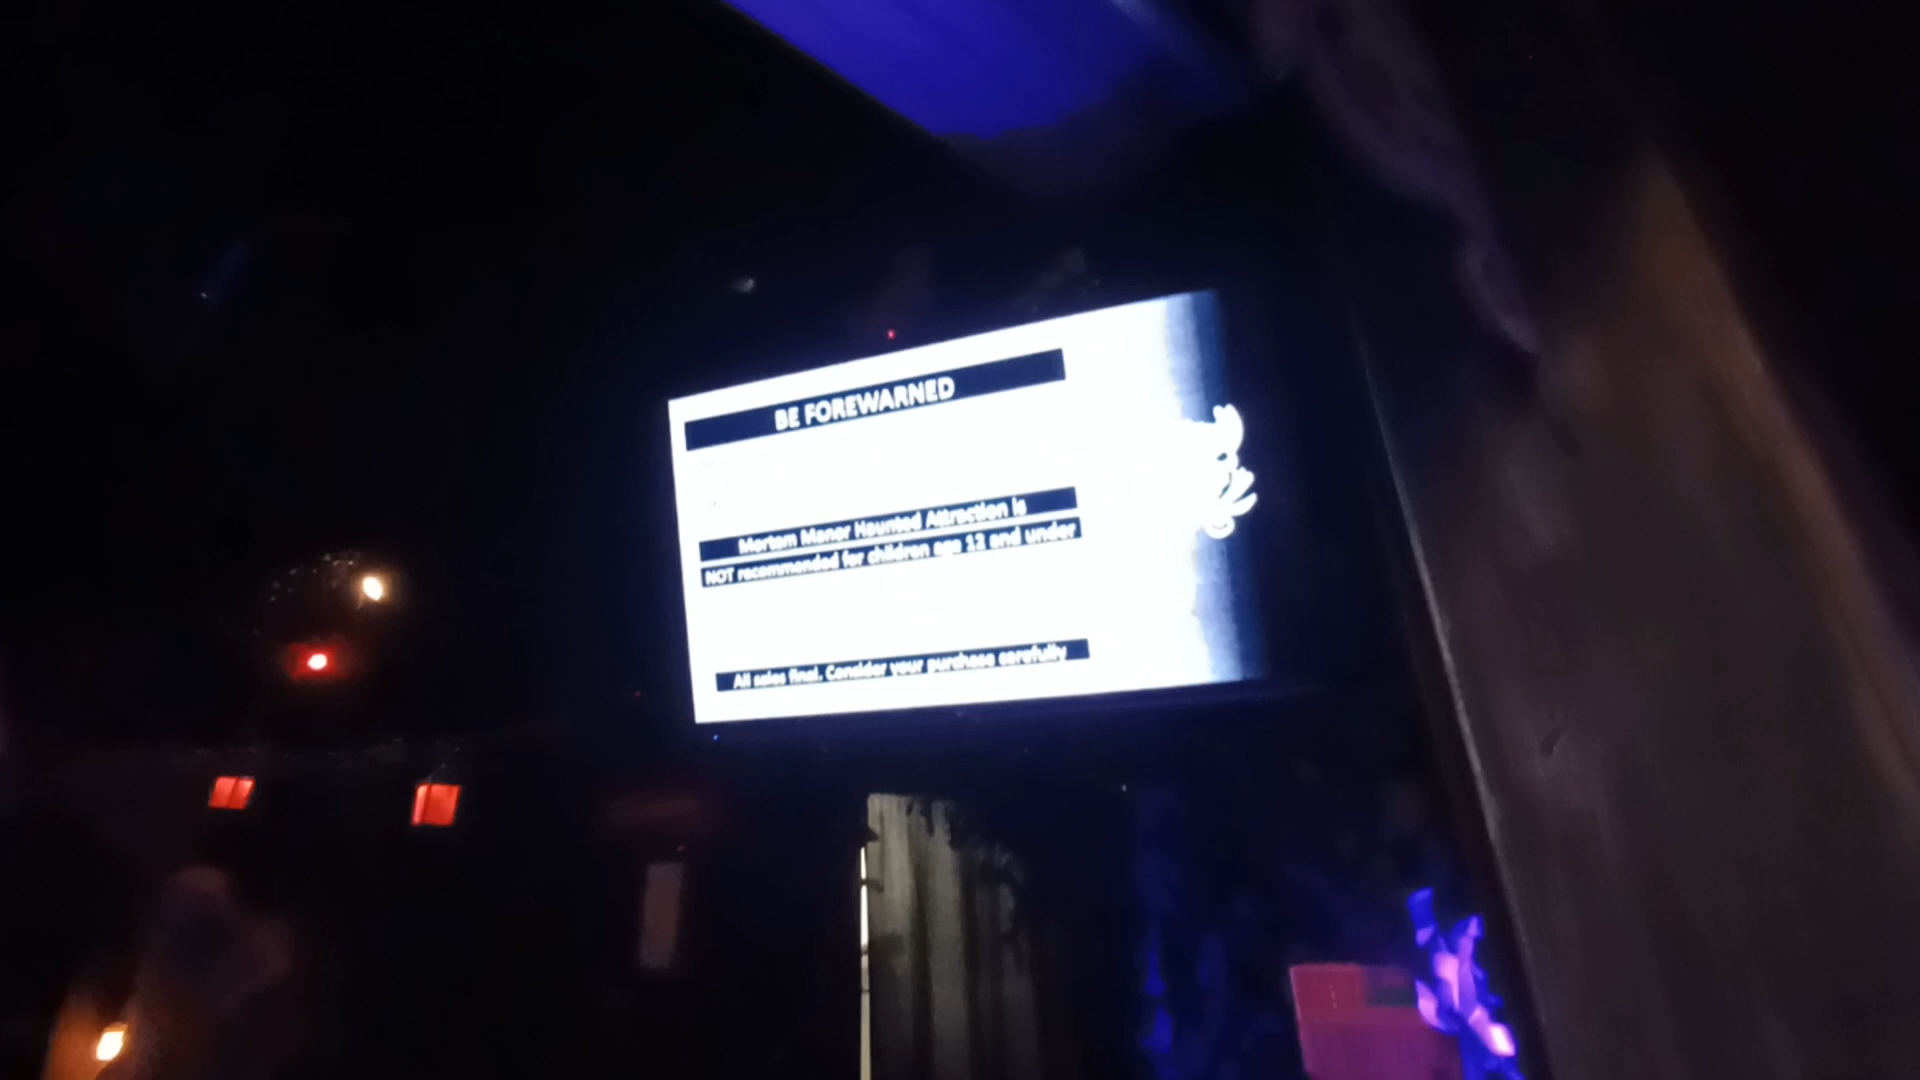 BE FOREWARNED
Mortem Manor Haunted Attraction is
NOT recommended for children age 12 and under
All sales final. Consider your purchase carefully